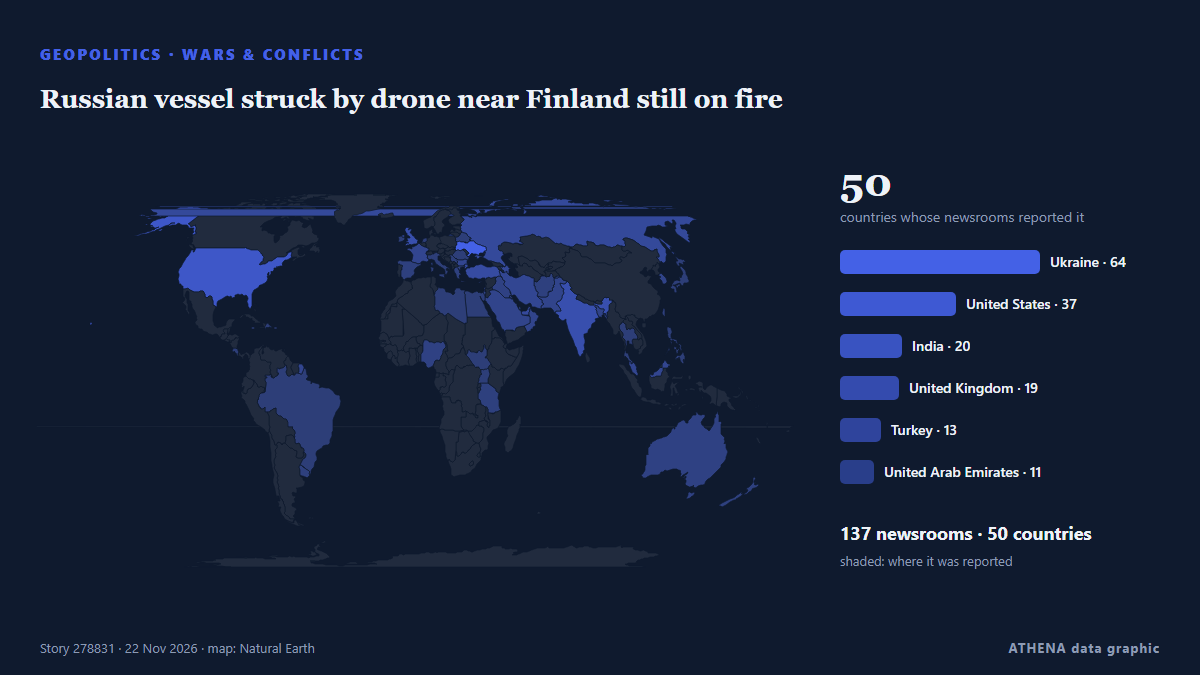 GEOPOLITICS · WARS & CONFLICTS
Russian vessel struck by drone near Finland still on fire
50
countries whose newsrooms reported it
Ukraine · 64
United States · 37
India · 20
United Kingdom · 19
Turkey · 13
United Arab Emirates · 11
137 newsrooms · 50 countries
shaded: where it was reported
Story 278831 · 22 Nov 2026 · map: Natural Earth
ATHENA data graphic